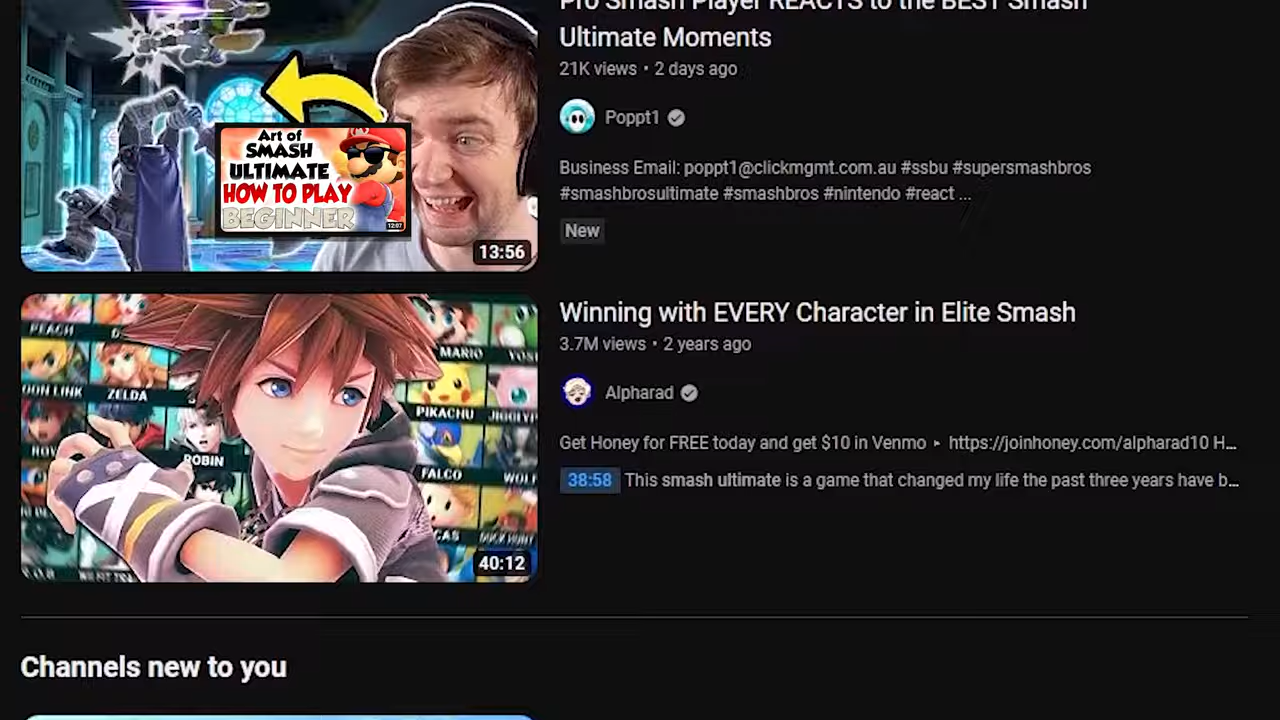 Pro Smash Player REACTS to the BEST Smash
Ultimate Moments
21K views • 2 days ago
Poppt1
Business Email: poppt1@clickmgmt.com.au #ssbu #supersmashbros
#smashbrosultimate #smashbros #nintendo #react ...
New
Art of
SMASH
ULTIMATE
HOW TO PLAY
BEGINNER
12:07
13:56
Winning with EVERY Character in Elite Smash
3.7M views • 2 years ago
Alpharad
Get Honey for FREE today and get $10 in Venmo ▸ https://joinhoney.com/alpharad10 H...
38:58 This smash ultimate is a game that changed my life the past three years have b...
PEACH
MARIO
ZELDA
PIKACHU
ROBIN
FALCO
40:12
Channels new to you